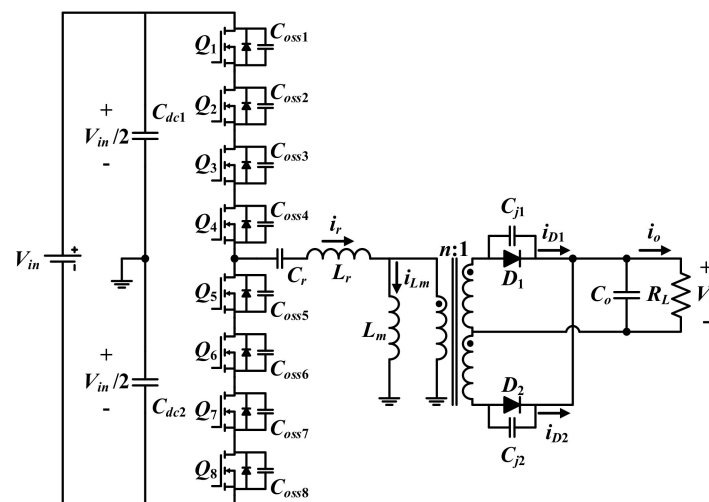 Q1
Coss1
Q2
Coss2
+
Vin/2
-
Cdc1
Q3
Coss3
Q4
Coss4
Vin
+
-
ir
Cr
Lr
iLm
Lm
n:1
Cj1
iD1
D1
io
Co
RL
+
V
-
Q5
Coss5
Q6
Coss6
+
Vin/2
-
Cdc2
Q7
Coss7
Q8
Coss8
D2
iD2
Cj2